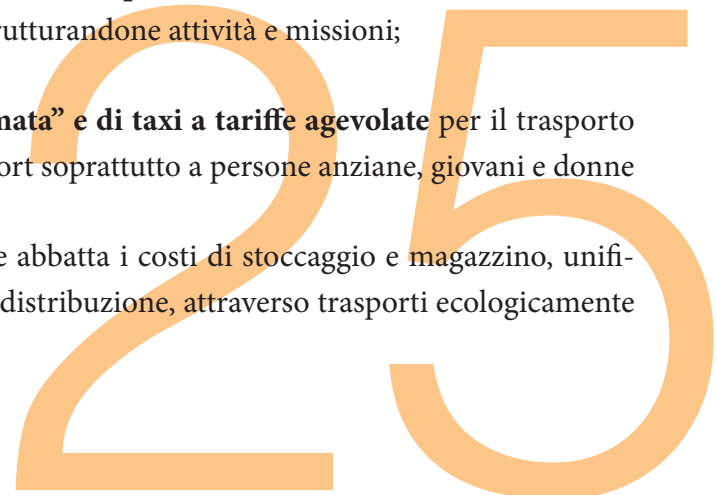 rutturandone attività e missioni;
mata” e di taxi a tariffe agevolate per il trasporto
ort soprattutto a persone anziane, giovani e donne
e abbatta i costi di stoccaggio e magazzino, unifi-
distribuzione, attraverso trasporti ecologicamente
25